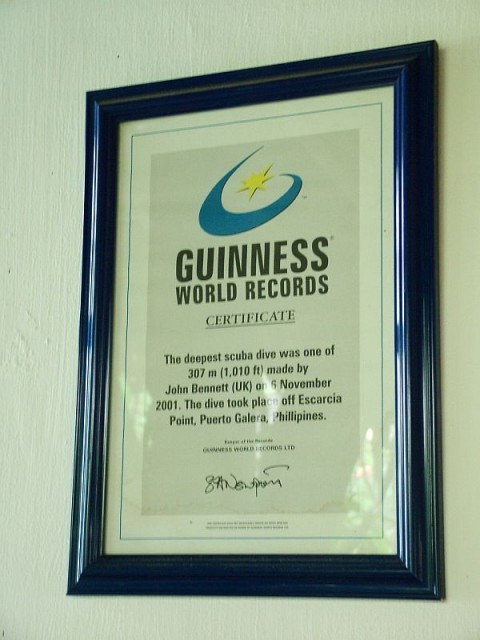 GUINNESS
WORLD RECORDS
CERTIFICATE
The deepest scuba dive was one of
307 m (1,010 ft) made by
John Bennett (UK) on 6 November
2001. The dive took place off Escarcia
Point, Puerto Galera, Phillipines.
Keeper of the Records
GUINNESS WORLD RECORDS LTD